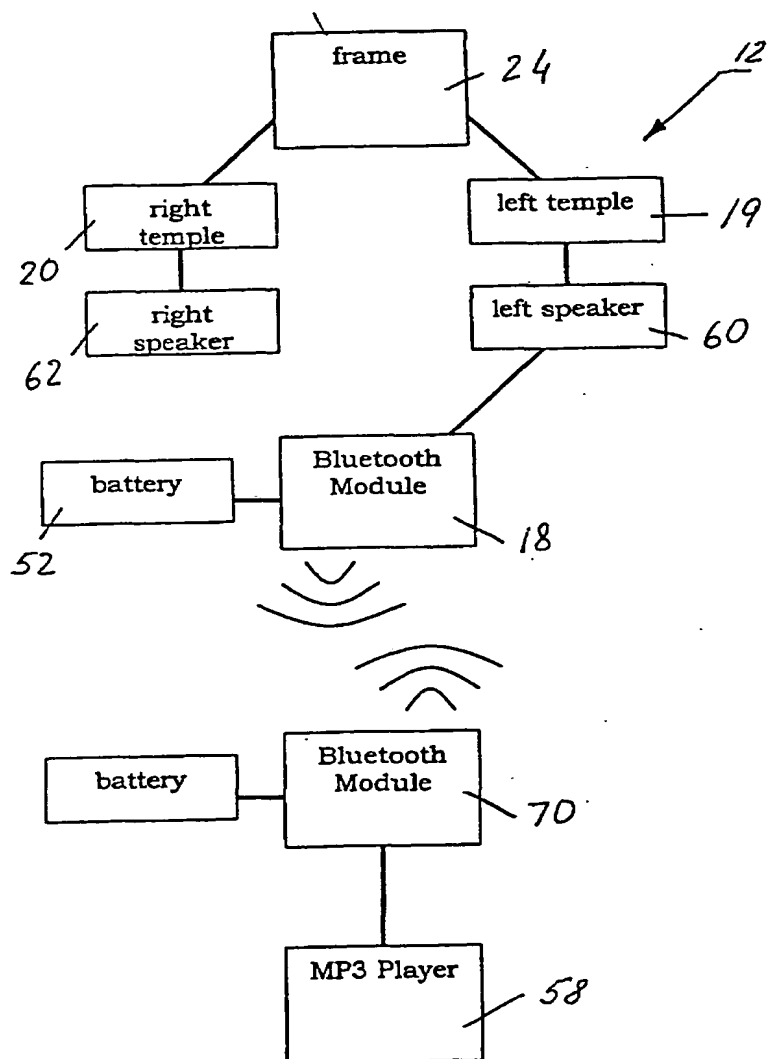 frame
24
12
right
temple
20
left temple
19
right
speaker
62
left speaker
60
battery
52
Bluetooth
Module
18
battery
Bluetooth
Module
70
MP3 Player
58